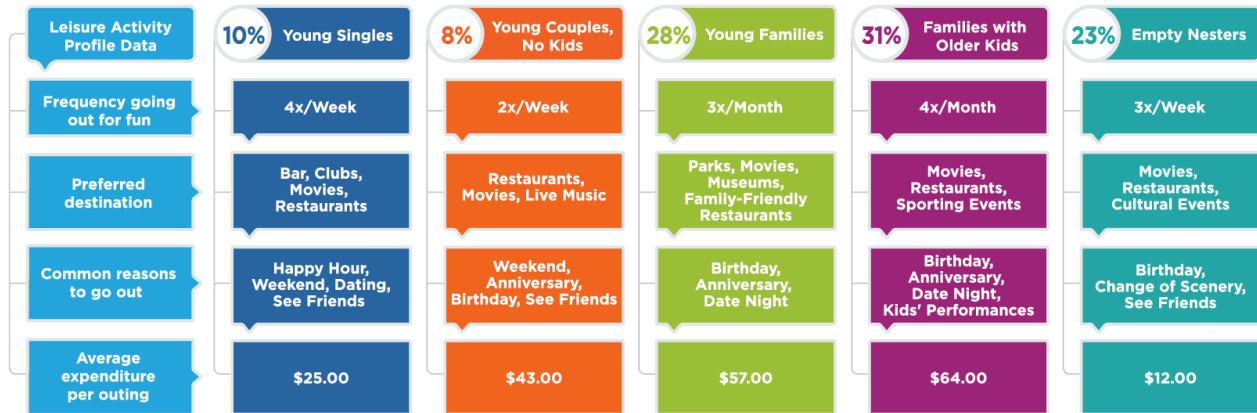 Leisure Activity
Profile Data
10%
Young Singles
8%
Young Couples,
No Kids
28%
Young Families
31%
Families with
Older Kids
23%
Empty Nesters
Frequency going
out for fun
4x/Week
2x/Week
3x/Month
4x/Month
3x/Week
Preferred
destination
Bar, Clubs,
Movies,
Restaurants
Restaurants,
Movies, Live Music
Parks, Movies,
Museums,
Family-Friendly
Restaurants
Movies,
Restaurants,
Sporting Events
Movies,
Restaurants,
Cultural Events
Common reasons
to go out
Happy Hour,
Weekend, Dating,
See Friends
Weekend,
Anniversary,
Birthday, See Friends
Birthday,
Anniversary,
Date Night
Birthday,
Anniversary,
Date Night,
Kids' Performances
Birthday,
Change of Scenery,
See Friends
Average
expenditure
per outing
$25.00
$43.00
$57.00
$64.00
$12.00